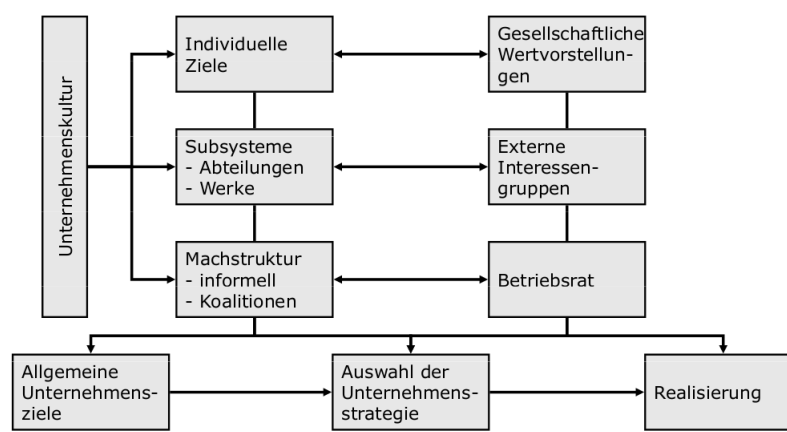 Unternehmenskultur
Individuelle
Ziele
Gesellschaftliche
Wertvorstellun-
gen
Subsysteme
- Abteilungen
- Werke
Externe
Interessen-
gruppen
Machstruktur
- informell
- Koalitionen
Betriebsrat
Allgemeine
Unternehmens-
ziele
Auswahl der
Unternehmens-
strategie
Realisierung